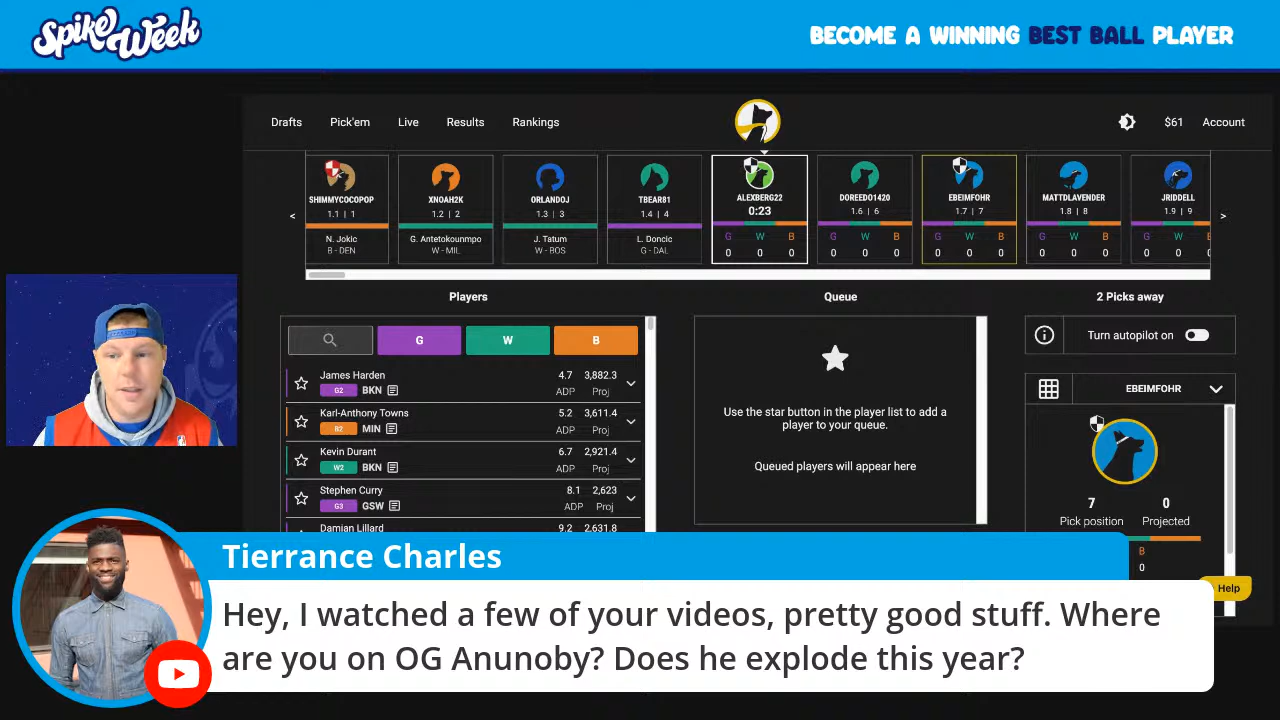 Spike Week
BECOME A WINNING BEST BALL PLAYER
Drafts Pick'em Live Results Rankings $61 Account
SHIMMYCOCOPOP XNOAH2K ORLANDOJ TBEAR81 ALEXBERG22 DOREEDO1420 EBEIMFOHR MATTDLAVENDER JRIDDELL
1.1 | 1 1.2 | 2 1.3 | 3 1.4 | 4 0:23 1.6 | 6 1.7 | 7 1.8 | 8 1.9 | 9
< >
N. Jokic G. Antetokounmpo J. Tatum L. Doncic G W B G W B G W B G W B G W
B - DEN W - MIL W - BOS G - DAL 0 0 0 0 0 0 0 0 0 0 0 0 0 0 0
Players Queue 2 Picks away
G W B
Turn autopilot on
James Harden 4.7 3,882.3
G2 BKN ADP Proj
Karl-Anthony Towns 5.2 3,611.4
B2 MIN ADP Proj
Kevin Durant 6.7 2,921.4
W2 BKN ADP Proj
Stephen Curry 8.1 2,623
G3 GSW ADP Proj
Damian Lillard 9.2 2,631.8
Use the star button in the player list to add a
player to your queue.
Queued players will appear here
EBEIMFOHR
7 0
Pick position Projected
B
0
Help
Tierrance Charles
Hey, I watched a few of your videos, pretty good stuff. Where
are you on OG Anunoby? Does he explode this year?